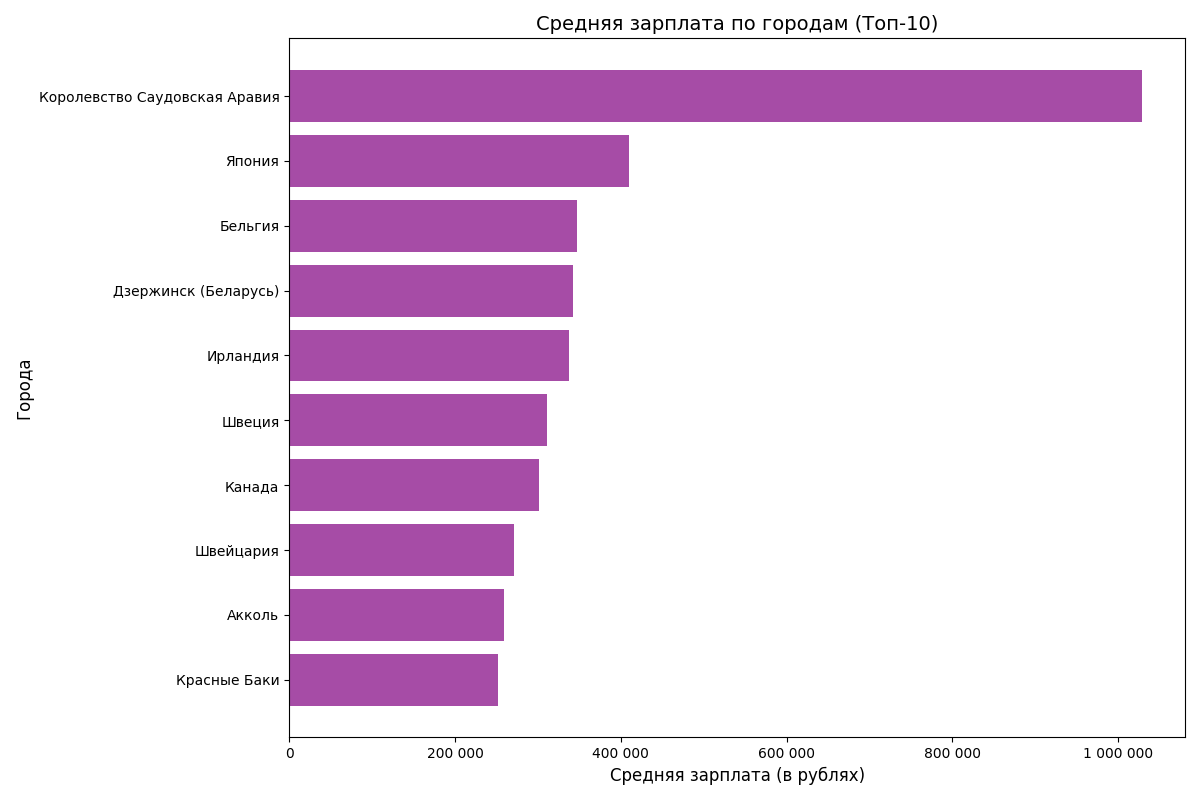 Средняя зарплата по городам (Топ-10)
Королевство Саудовская Аравия
Япония
Бельгия
Дзержинск (Беларусь)
Ирландия
Швеция
Канада
Швейцария
Акколь
Красные Баки
Города
0 200 000 400 000 600 000 800 000 1 000 000
Средняя зарплата (в рублях)